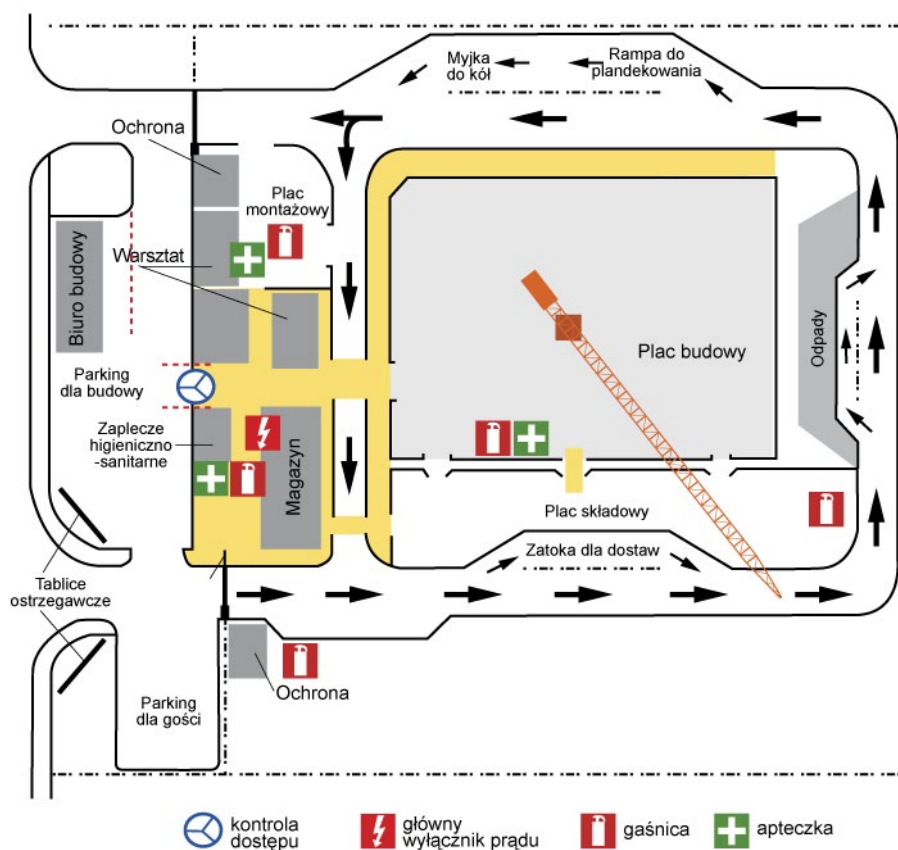 Myjka
do kół
Rampa do
plandekowania
Ochrona
Plac
montażowy
Warsztat
Biuro budowy
Plac budowy
Odpady
Parking
dla budowy
Zaplecze
higieniczno
-sanitarne
Magazyn
Plac składowy
Zatoka dla dostaw
Tablice
ostrzegawcze
Ochrona
Parking
dla gości
kontrola
dostępu
główny
wyłącznik prądu
gaśnica
apteczka